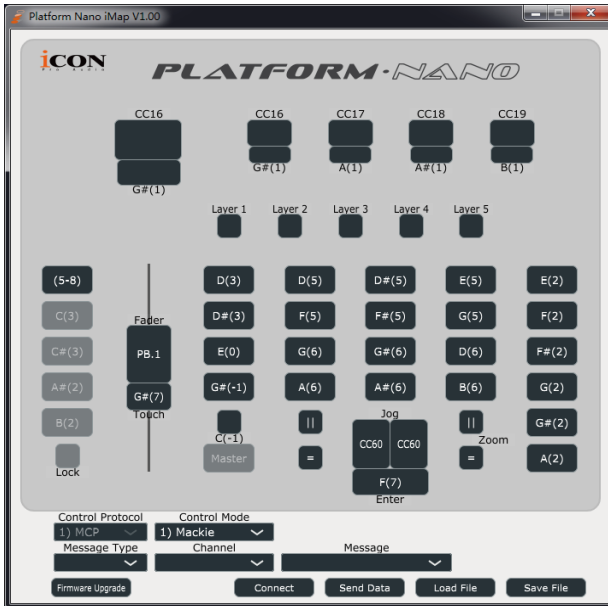 Platform Nano iMap V1.00
iCON
Pro Audio
PLATFORM·NANO
CC16 CC16 CC17 CC18 CC19
G#(1) G#(1) A(1) A#(1) B(1)
Layer 1 Layer 2 Layer 3 Layer 4 Layer 5
(5-8) D(3) D(5) D#(5) E(5) E(2)
C(3) Fader D#(3) F(5) F#(5) G(5) F(2)
C#(3) PB.1 E(0) G(6) G#(6) D(6) F#(2)
A#(2) G#(7) G#(-1) A(6) A#(6) B(6) G(2)
B(2) Touch C(-1) || Jog || G#(2)
CC60 CC60 Zoom
Lock Master = F(7) = A(2)
Enter
Control Protocol Control Mode
1) MCP 1) Mackie
Message Type Channel Message
Firmware Upgrade Connect Send Data Load File Save File